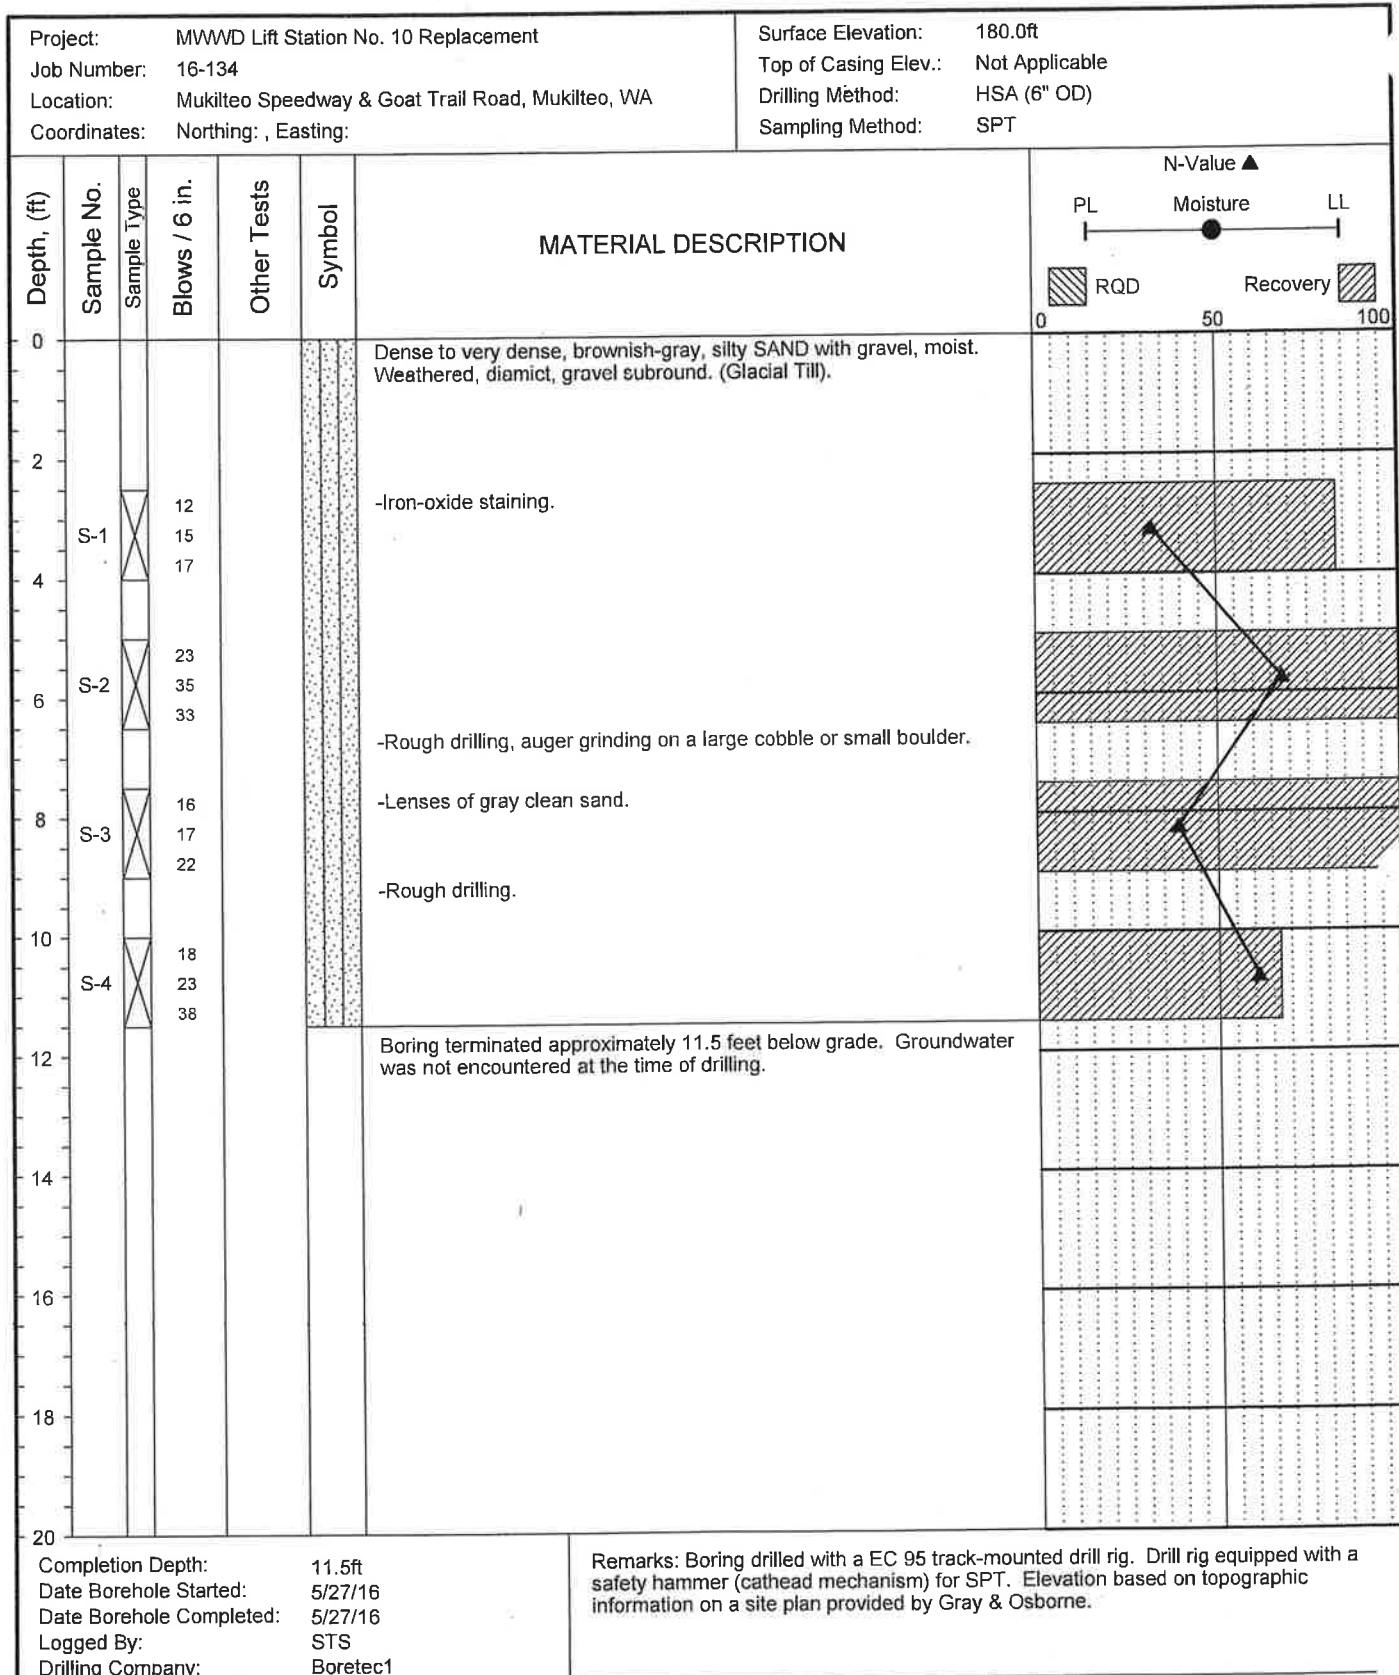 Project: MWWD Lift Station No. 10 Replacement
Job Number: 16-134
Location: Mukilteo Speedway & Goat Trail Road, Mukilteo, WA
Coordinates: Northing: , Easting:
Surface Elevation: 180.0ft
Top of Casing Elev.: Not Applicable
Drilling Method: HSA (6" OD)
Sampling Method: SPT
Depth, (ft)
Sample No.
Sample Type
Blows / 6 in.
Other Tests
Symbol
MATERIAL DESCRIPTION
N-Value ▲
PL Moisture LL
RQD Recovery
0 50 100
0
Dense to very dense, brownish-gray, silty SAND with gravel, moist.
Weathered, diamict, gravel subround. (Glacial Till).
2
12 -Iron-oxide staining.
S-1 15
17
4
23
S-2 35
6
33
-Rough drilling, auger grinding on a large cobble or small boulder.
16 -Lenses of gray clean sand.
8
S-3 17
22
-Rough drilling.
10
18
S-4 23
38
Boring terminated approximately 11.5 feet below grade. Groundwater
was not encountered at the time of drilling.
12
14
16
18
20
Completion Depth: 11.5ft
Date Borehole Started: 5/27/16
Date Borehole Completed: 5/27/16
Logged By: STS
Drilling Company: Boretec1
Remarks: Boring drilled with a EC 95 track-mounted drill rig. Drill rig equipped with a
safety hammer (cathead mechanism) for SPT. Elevation based on topographic
information on a site plan provided by Gray & Osborne.